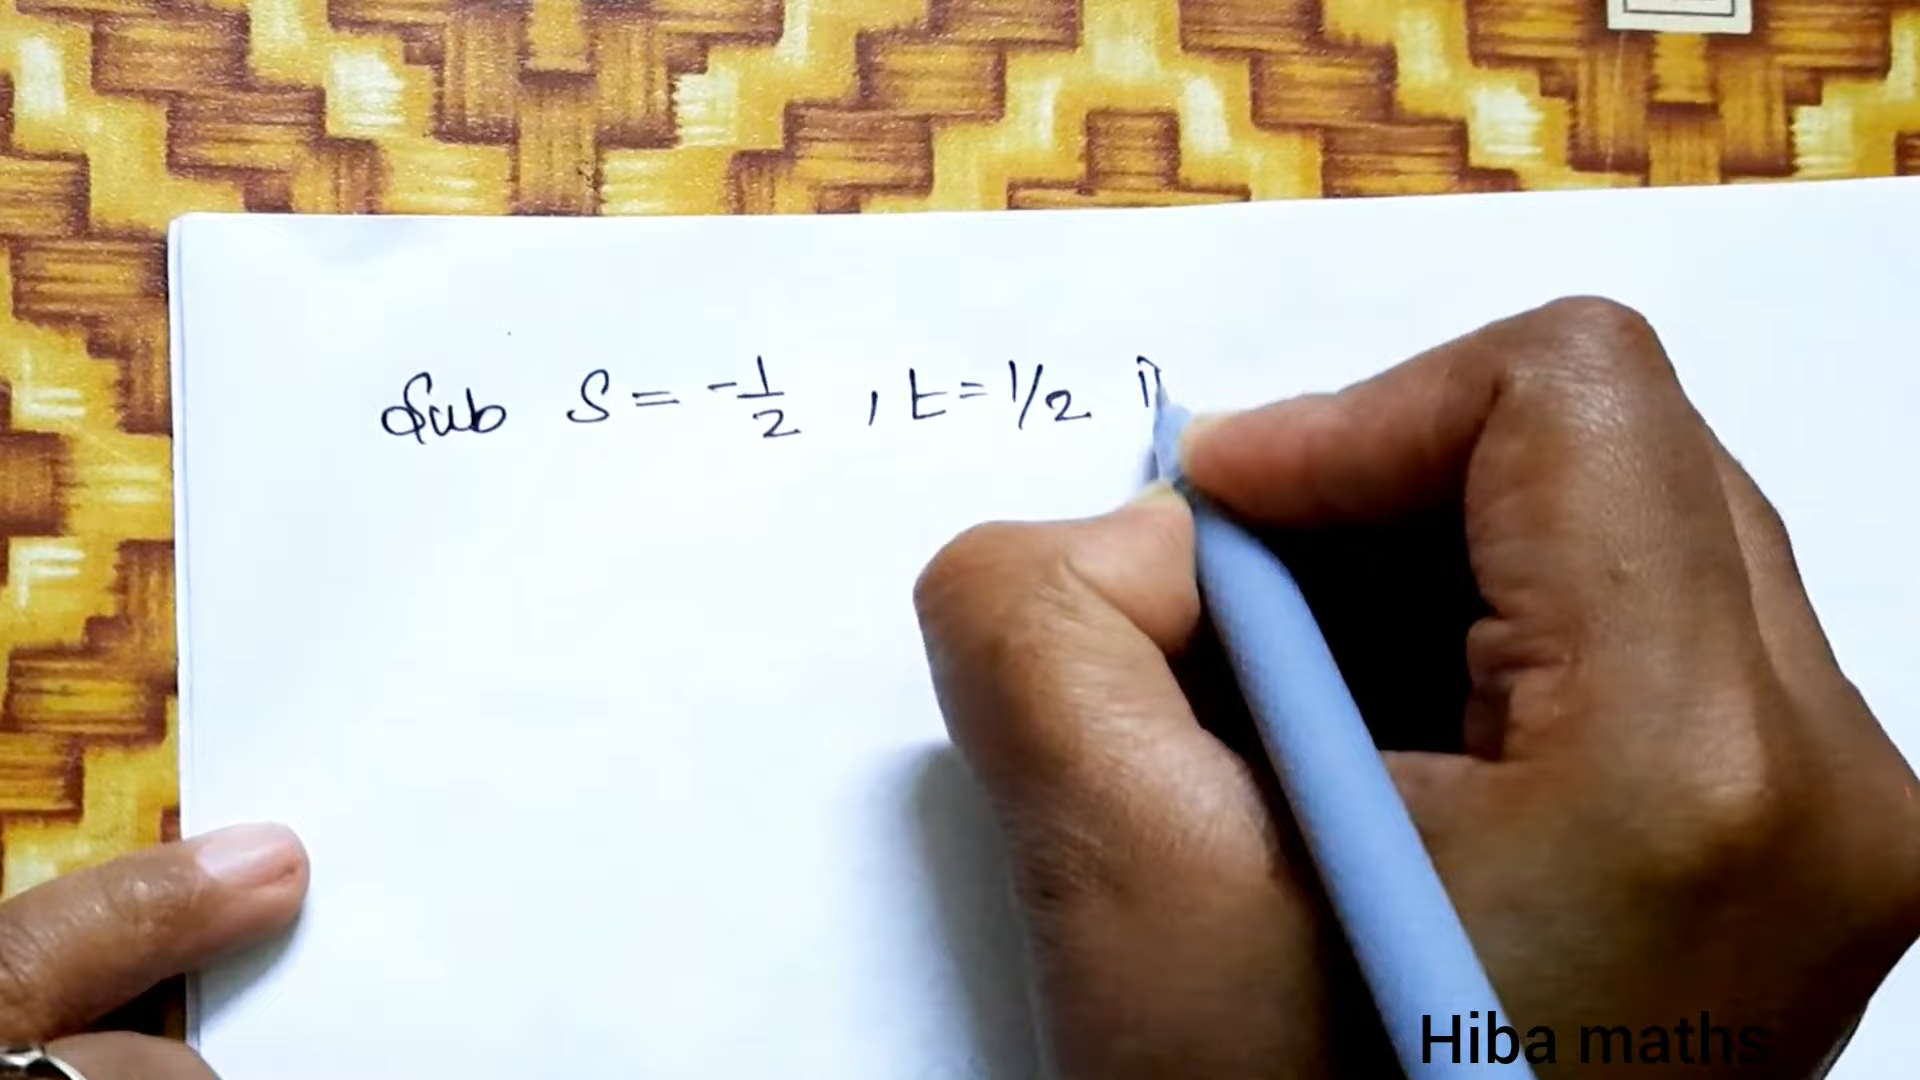 Sub S = -1/2 , t = 1/2 i
Hiba maths